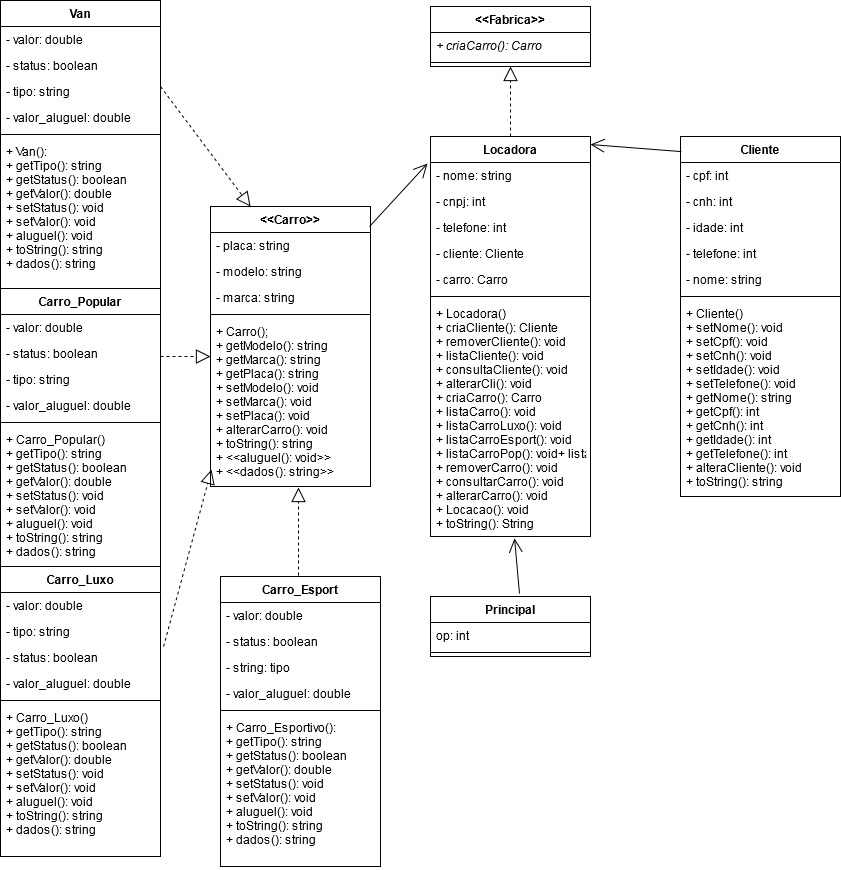 Van
- valor: double
- status: boolean
- tipo: string
- valor_aluguel: double
+ Van():
+ getTipo(): string
+ getStatus(): boolean
+ getValor(): double
+ setStatus(): void
+ setValor(): void
+ aluguel(): void
+ toString(): string
+ dados(): string
Carro_Popular
- valor: double
- status: boolean
- tipo: string
- valor_aluguel: double
+ Carro_Popular()
+ getTipo(): string
+ getStatus(): boolean
+ getValor(): double
+ setStatus(): void
+ setValor(): void
+ aluguel(): void
+ toString(): string
+ dados(): string
Carro_Luxo
- valor: double
- tipo: string
- status: boolean
- valor_aluguel: double
+ Carro_Luxo()
+ getTipo(): string
+ getStatus(): boolean
+ getValor(): double
+ setStatus(): void
+ setValor(): void
+ aluguel(): void
+ toString(): string
+ dados(): string
<<Carro>>
- placa: string
- modelo: string
- marca: string
+ Carro();
+ getModelo(): string
+ getMarca(): string
+ getPlaca(): string
+ setModelo(): void
+ setMarca(): void
+ setPlaca(): void
+ alterarCarro(): void
+ toString(): string
+ <<aluguel(): void>>
+ <<dados(): string>>
Carro_Esport
- valor: double
- status: boolean
- string: tipo
- valor_aluguel: double
+ Carro_Esportivo():
+ getTipo(): string
+ getStatus(): boolean
+ getValor(): double
+ setStatus(): void
+ setValor(): void
+ aluguel(): void
+ toString(): string
+ dados(): string
<<Fabrica>>
+ criaCarro(): Carro
Locadora
- nome: string
- cnpj: int
- telefone: int
- cliente: Cliente
- carro: Carro
+ Locadora()
+ criaCliente(): Cliente
+ removerCliente(): void
+ listaCliente(): void
+ consultaCliente(): void
+ alterarCli(): void
+ criaCarro(): Carro
+ listaCarro(): void
+ listaCarroLuxo(): void
+ listaCarroEsport(): void
+ listaCarroPop(): void+ lista
+ removerCarro(): void
+ consultarCarro(): void
+ alterarCarro(): void
+ Locacao(): void
+ toString(): String
Principal
op: int
Cliente
- cpf: int
- cnh: int
- idade: int
- telefone: int
- nome: string
+ Cliente()
+ setNome(): void
+ setCpf(): void
+ setCnh(): void
+ setIdade(): void
+ setTelefone(): void
+ getNome(): string
+ getCpf(): int
+ getCnh(): int
+ getIdade(): int
+ getTelefone(): int
+ alteraCliente(): void
+ toString(): string